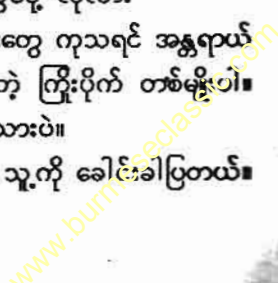 တွေ ကုသရင် အန္တရာယ်
ကြိုးပိုက် တစ်မျိုးပါ။
သားပဲ။
သူ့ကို ခေါင်းခါပြတယ်။
www.burmeseclassic.com